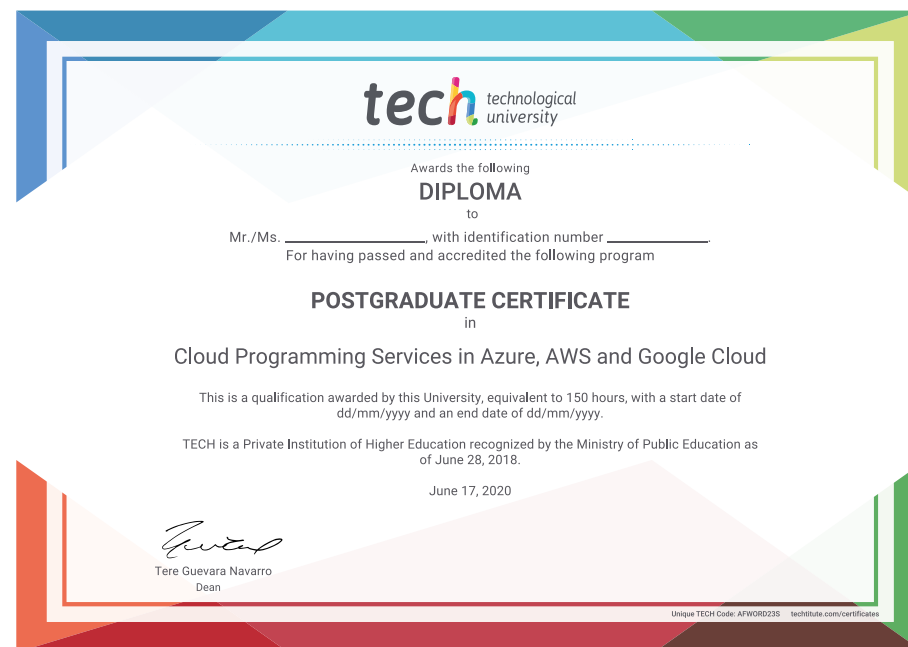 tech technological
university
Awards the following
DIPLOMA
to
Mr./Ms. ____________, with identification number ____________.
For having passed and accredited the following program
POSTGRADUATE CERTIFICATE
in
Cloud Programming Services in Azure, AWS and Google Cloud
This is a qualification awarded by this University, equivalent to 150 hours, with a start date of
dd/mm/yyyy and an end date of dd/mm/yyyy.
TECH is a Private Institution of Higher Education recognized by the Ministry of Public Education as
of June 28, 2018.
June 17, 2020
Tere Guevara Navarro
Dean
Unique TECH Code: AFWORD23S techtitute.com/certificates